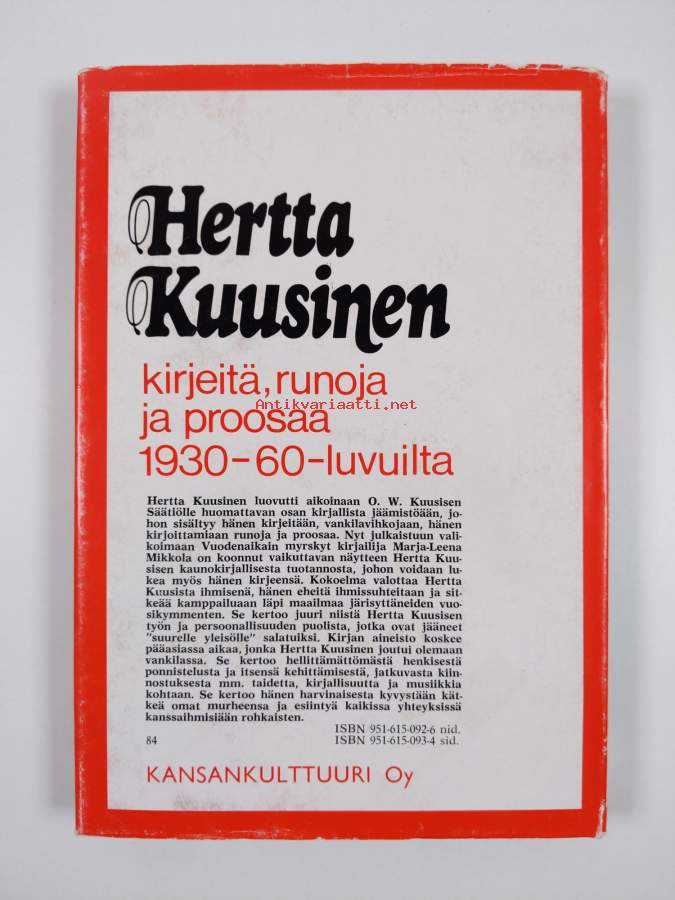 Hertta
Kuusinen
kirjeitä, runoja
Antikvariaatti.net
ja proosaa
1930–60-luvuilta
Hertta Kuusinen luovutti aikoinaan O. W. Kuusisen
Säätiölle huomattavan osan kirjallista jäämistöään, jo-
hon sisältyy hänen kirjeitään, vankilavihkojaan, hänen
kirjoittamiaan runoja ja proosaa. Nyt julkaistuun vali-
koimaan Vuodenaikain myrskyt kirjailija Marja-Leena
Mikkola on koonnut vaikuttavan näytteen Hertta Kuu-
sisen kaunokirjallisesta tuotannosta, johon voidaan lu-
kea myös hänen kirjeensä. Kokoelma valottaa Hertta
Kuusista ihmisenä, hänen eheitä ihmissuhteitaan ja sit-
keää kamppailuaan läpi maailmaa järisyttäneiden vuo-
sikymmenten. Se kertoo juuri niistä Hertta Kuusisen
työn ja persoonallisuuden puolista, jotka ovat jääneet
"suurelle yleisölle" salatuiksi. Kirjan aineisto koskee
pääasiassa aikaa, jonka Hertta Kuusinen joutui olemaan
vankilassa. Se kertoo hellittämättömästä henkisestä
ponnistelusta ja itsensä kehittämisestä, jatkuvasta kiin-
nostuksesta mm. taidetta, kirjallisuutta ja musiikkia
kohtaan. Se kertoo hänen harvinaisesta kyvystään kät-
keä omat murheensa ja esiintyä kaikissa yhteyksissä
kanssaihmisiään rohkaisten.
ISBN 951-615-092-6 nid.
84 ISBN 951-615-093-4 sid.
KANSANKULTTUURI Oy